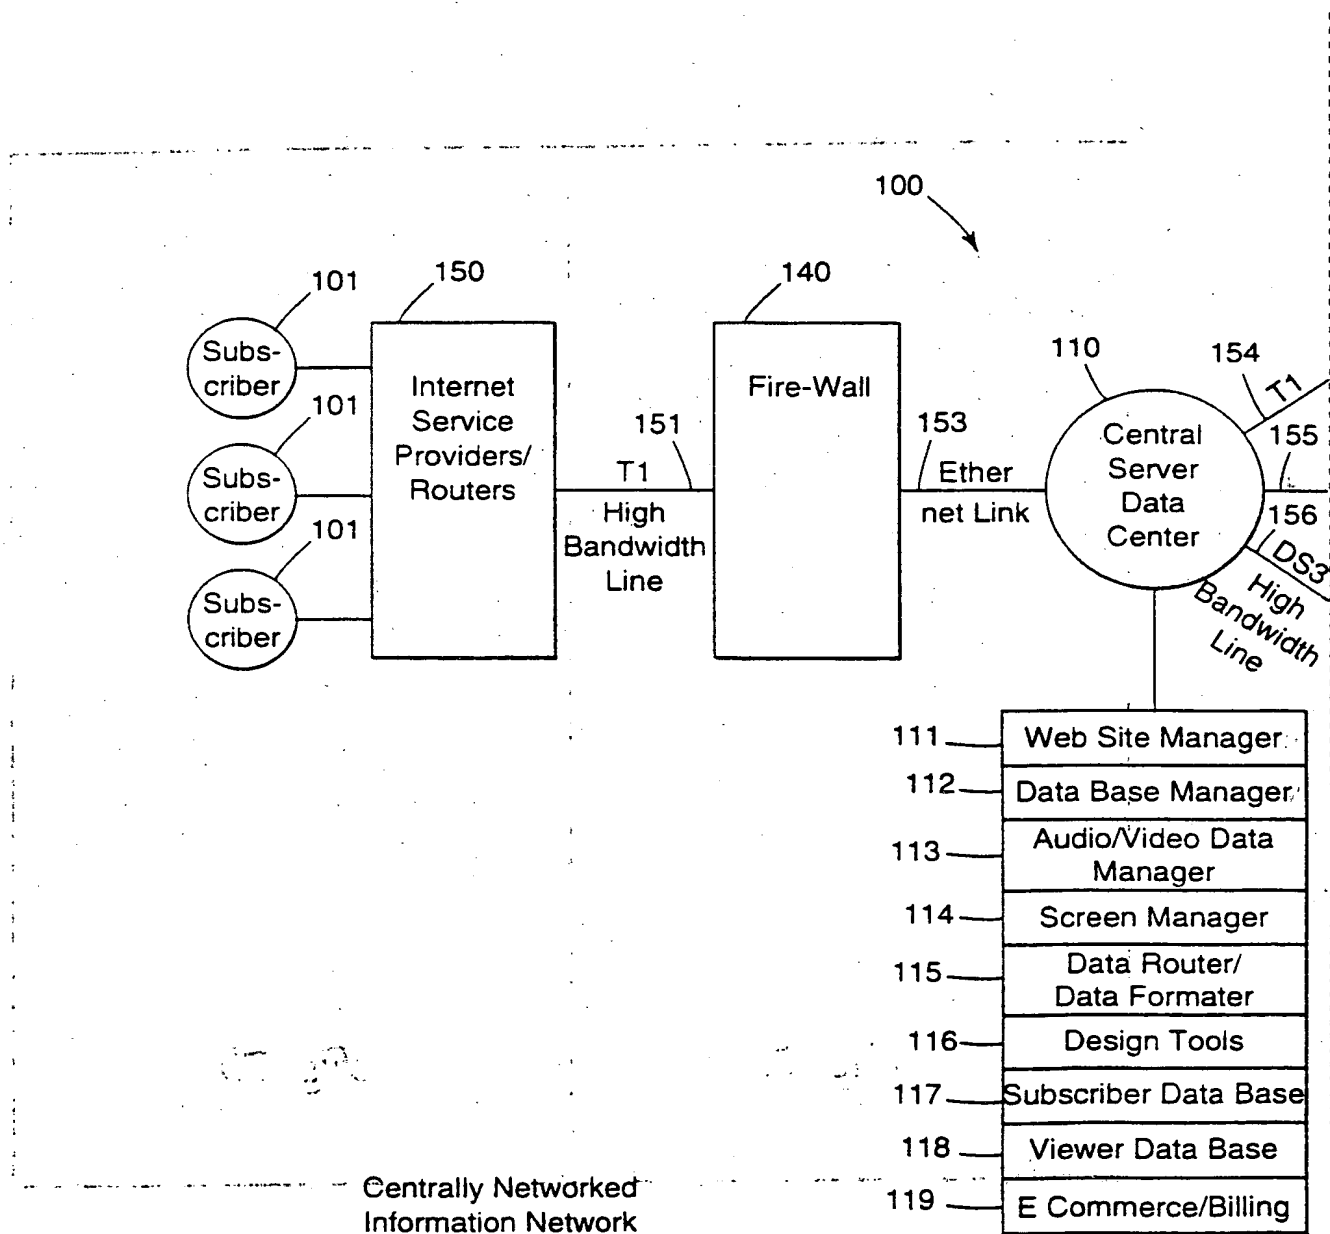 100
101
150
140
110
154
T1
155
156
DS3
High
Bandwidth
Line
Subs-
criber
101
Subs-
criber
101
Subs-
criber
Internet
Service
Providers/
Routers
T1
151
High
Bandwidth
Line
Fire-Wall
153
Ether
net Link
Central
Server
Data
Center
111
Web Site Manager
112
Data Base Manager
113
Audio/Video Data
Manager
114
Screen Manager
115
Data Router/
Data Formater
116
Design Tools
117
Subscriber Data Base
118
Viewer Data Base
119
E Commerce/Billing
Centrally Networked
Information Network